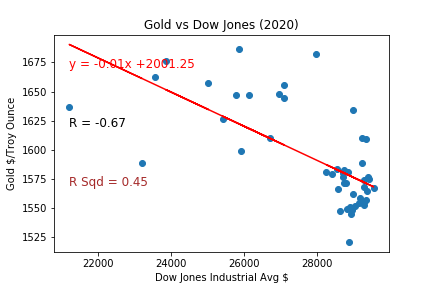 Gold vs Dow Jones (2020)
Gold $/Troy Ounce
1675
1650
1625
1600
1575
1550
1525
y = -0.01x +2001.25
R = -0.67
R Sqd = 0.45
22000 24000 26000 28000
Dow Jones Industrial Avg $